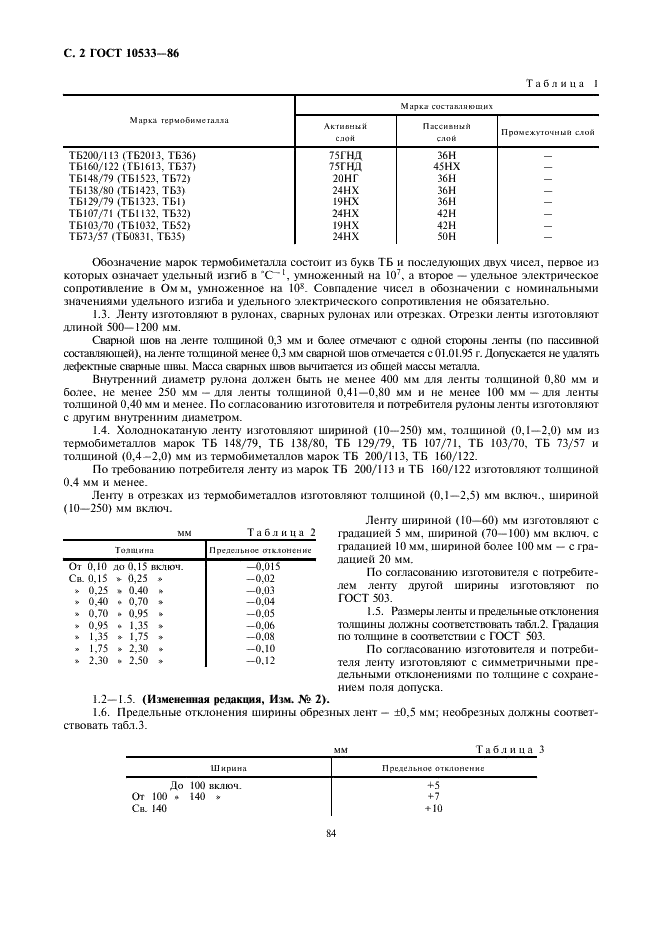 С. 2 ГОСТ 10533—86
Таблица 1
Марка термобиметалла
Марка составляющих
Активный слой
Пассивный слой
Промежуточный слой
ТБ200/113 (ТБ2013, ТБ36) 75ГНД 36Н —
ТБ160/122 (ТБ1613, ТБ37) 75ГНД 45НХ —
ТБ148/79 (ТБ1523, ТБ72) 20НГ 36Н —
ТБ138/80 (ТБ1423, ТБ3) 24НХ 36Н —
ТБ129/79 (ТБ1323, ТБ1) 19НХ 36Н —
ТБ107/71 (ТБ1132, ТБ32) 24НХ 42Н —
ТБ103/70 (ТБ1032, ТБ52) 19НХ 42Н —
ТБ73/57 (ТБ0831, ТБ35) 24НХ 50Н —
Обозначение марок термобиметалла состоит из букв ТБ и последующих двух чисел, первое из
которых означает удельный изгиб в °С⁻¹, умноженный на 10⁷, а второе — удельное электрическое
сопротивление в Ом м, умноженное на 10⁸. Совпадение чисел в обозначении с номинальными
значениями удельного изгиба и удельного электрического сопротивления не обязательно.
1.3. Ленту изготовляют в рулонах, сварных рулонах или отрезках. Отрезки ленты изготовляют
длиной 500—1200 мм.
Сварной шов на ленте толщиной 0,3 мм и более отмечают с одной стороны ленты (по пассивной
составляющей), на ленте толщиной менее 0,3 мм сварной шов отмечается с 01.01.95 г. Допускается не удалять
дефектные сварные швы. Масса сварных швов вычитается из общей массы металла.
Внутренний диаметр рулона должен быть не менее 400 мм для ленты толщиной 0,80 мм и
более, не менее 250 мм — для ленты толщиной 0,41—0,80 мм и не менее 100 мм — для ленты
толщиной 0,40 мм и менее. По согласованию изготовителя и потребителя рулоны ленты изготовляют
с другим внутренним диаметром.
1.4. Холоднокатаную ленту изготовляют шириной (10—250) мм, толщиной (0,1—2,0) мм из
термобиметаллов марок ТБ 148/79, ТБ 138/80, ТБ 129/79, ТБ 107/71, ТБ 103/70, ТБ 73/57 и
толщиной (0,4—2,0) мм из термобиметаллов марок ТБ 200/113, ТБ 160/122.
По требованию потребителя ленту из марок ТБ 200/113 и ТБ 160/122 изготовляют толщиной
0,4 мм и менее.
Ленту в отрезках из термобиметаллов изготовляют толщиной (0,1—2,5) мм включ., шириной
(10—250) мм включ.
мм Таблица 2
Толщина Предельное отклонение
От 0,10 до 0,15 включ. —0,015
Св. 0,15 » 0,25 » —0,02
» 0,25 » 0,40 » —0,03
» 0,40 » 0,70 » —0,04
» 0,70 » 0,95 » —0,05
» 0,95 » 1,35 » —0,06
» 1,35 » 1,75 » —0,08
» 1,75 » 2,30 » —0,10
» 2,30 » 2,50 » —0,12
Ленту шириной (10—60) мм изготовляют с
градацией 5 мм, шириной (70—100) мм включ. с
градацией 10 мм, шириной более 100 мм — с гра-
дацией 20 мм.
По согласованию изготовителя с потребите-
лем ленту другой ширины изготовляют по
ГОСТ 503.
1.5. Размеры ленты и предельные отклонения
толщины должны соответствовать табл.2. Градация
по толщине в соответствии с ГОСТ 503.
По согласованию изготовителя и потреби-
теля ленту изготовляют с симметричными пре-
дельными отклонениями по толщине с сохране-
нием поля допуска.
1.2—1.5. (Измененная редакция, Изм. № 2).
1.6. Предельные отклонения ширины обрезных лент — ±0,5 мм; необрезных должны соответ-
ствовать табл.3.
мм Таблица 3
Ширина Предельное отклонение
До 100 включ. +5
От 100 » 140 » +7
Св. 140 +10
84